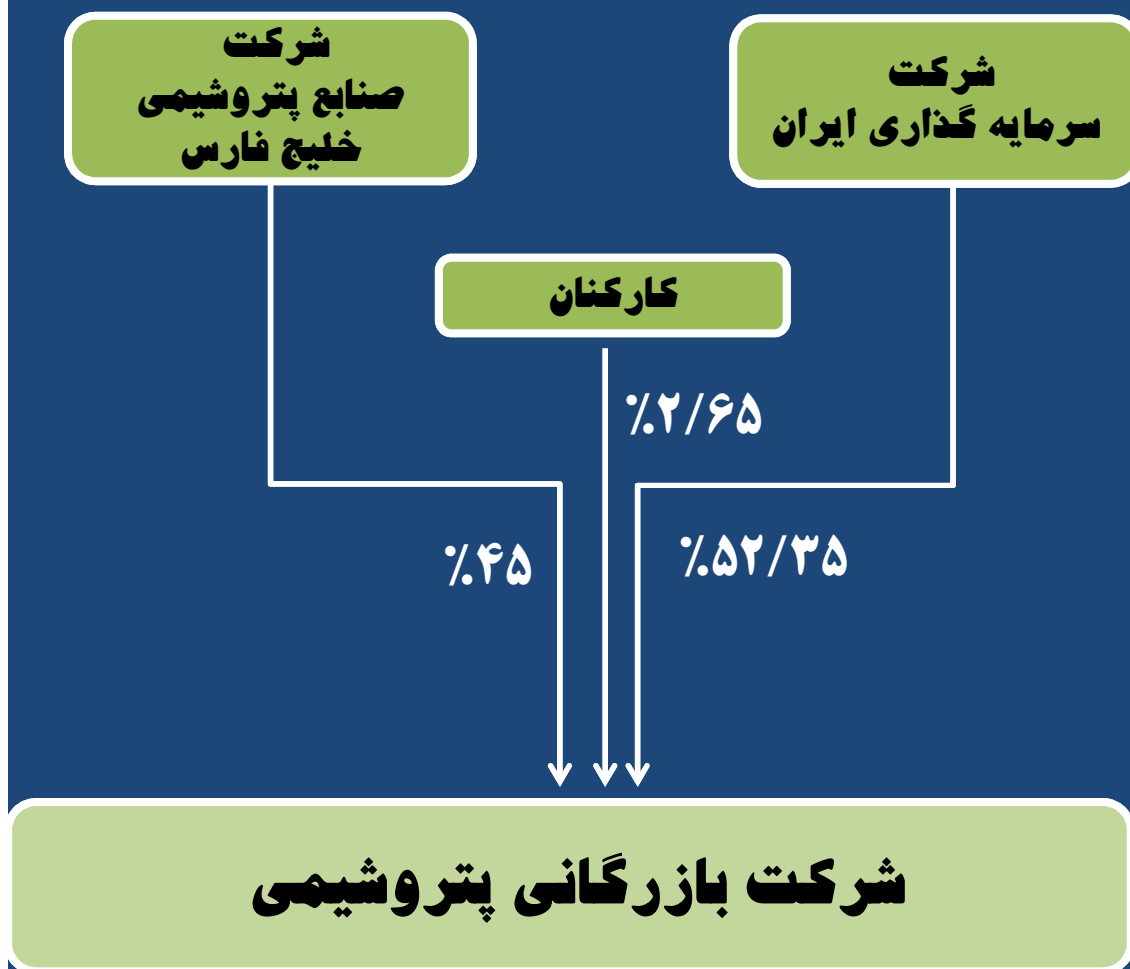 شرکت
سرمایه گذاری ایران
شرکت
صنایع پتروشیمی
خلیج فارس
کارکنان
%۲/۶۵
%۵۲/۳۵
%۴۵
شرکت بازرگانی پتروشیمی